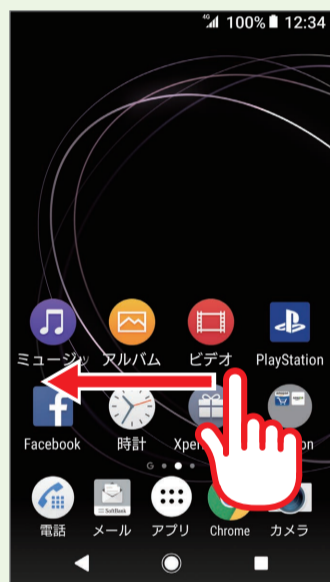 4G 100% 12:34
ミュージッ アルバム ビデオ PlayStation
Facebook 時計 Xpe on
G
SoftBank
電話 メール アプリ Chrome カメラ